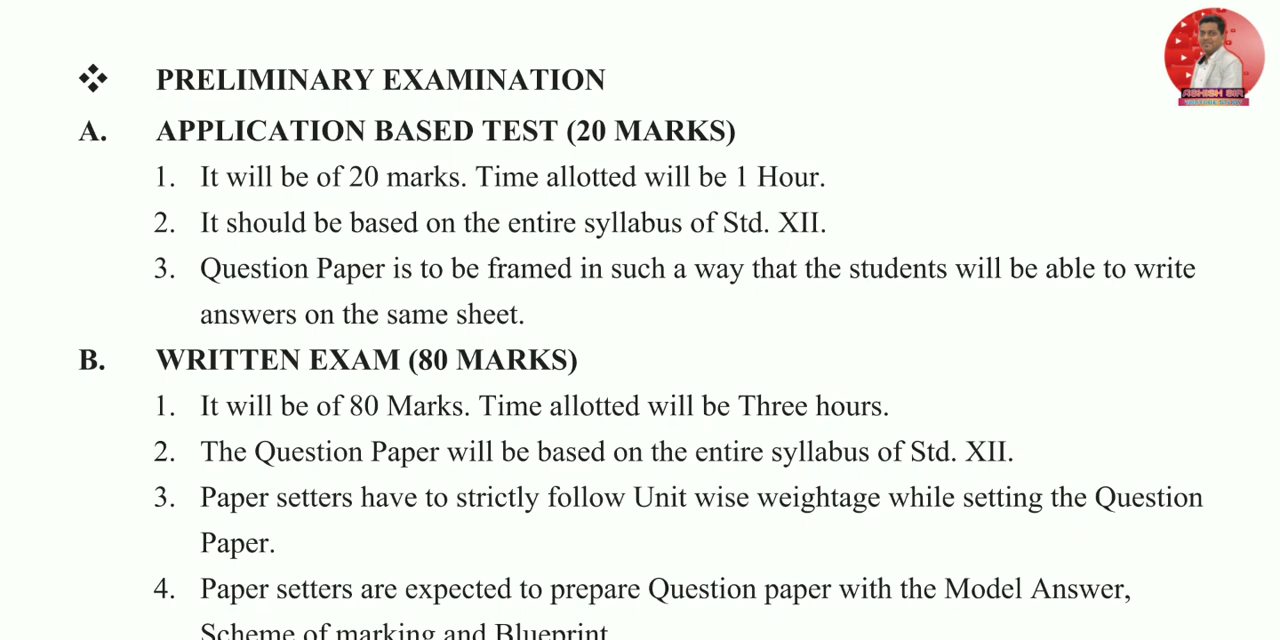 ❖ PRELIMINARY EXAMINATION
A. APPLICATION BASED TEST (20 MARKS)
1. It will be of 20 marks. Time allotted will be 1 Hour.
2. It should be based on the entire syllabus of Std. XII.
3. Question Paper is to be framed in such a way that the students will be able to write
answers on the same sheet.
B. WRITTEN EXAM (80 MARKS)
1. It will be of 80 Marks. Time allotted will be Three hours.
2. The Question Paper will be based on the entire syllabus of Std. XII.
3. Paper setters have to strictly follow Unit wise weightage while setting the Question
Paper.
4. Paper setters are expected to prepare Question paper with the Model Answer,
Scheme of marking and Blueprint
ASHISH SIR